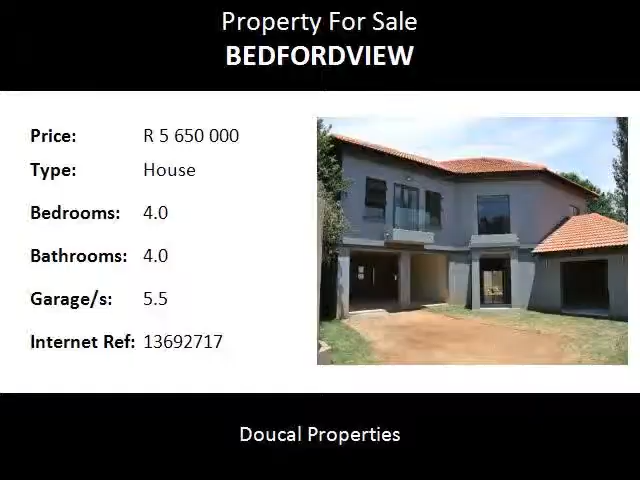 Property For Sale
BEDFORDVIEW
Price: R 5 650 000
Type: House
Bedrooms: 4.0
Bathrooms: 4.0
Garage/s: 5.5
Internet Ref: 13692717
Doucal Properties